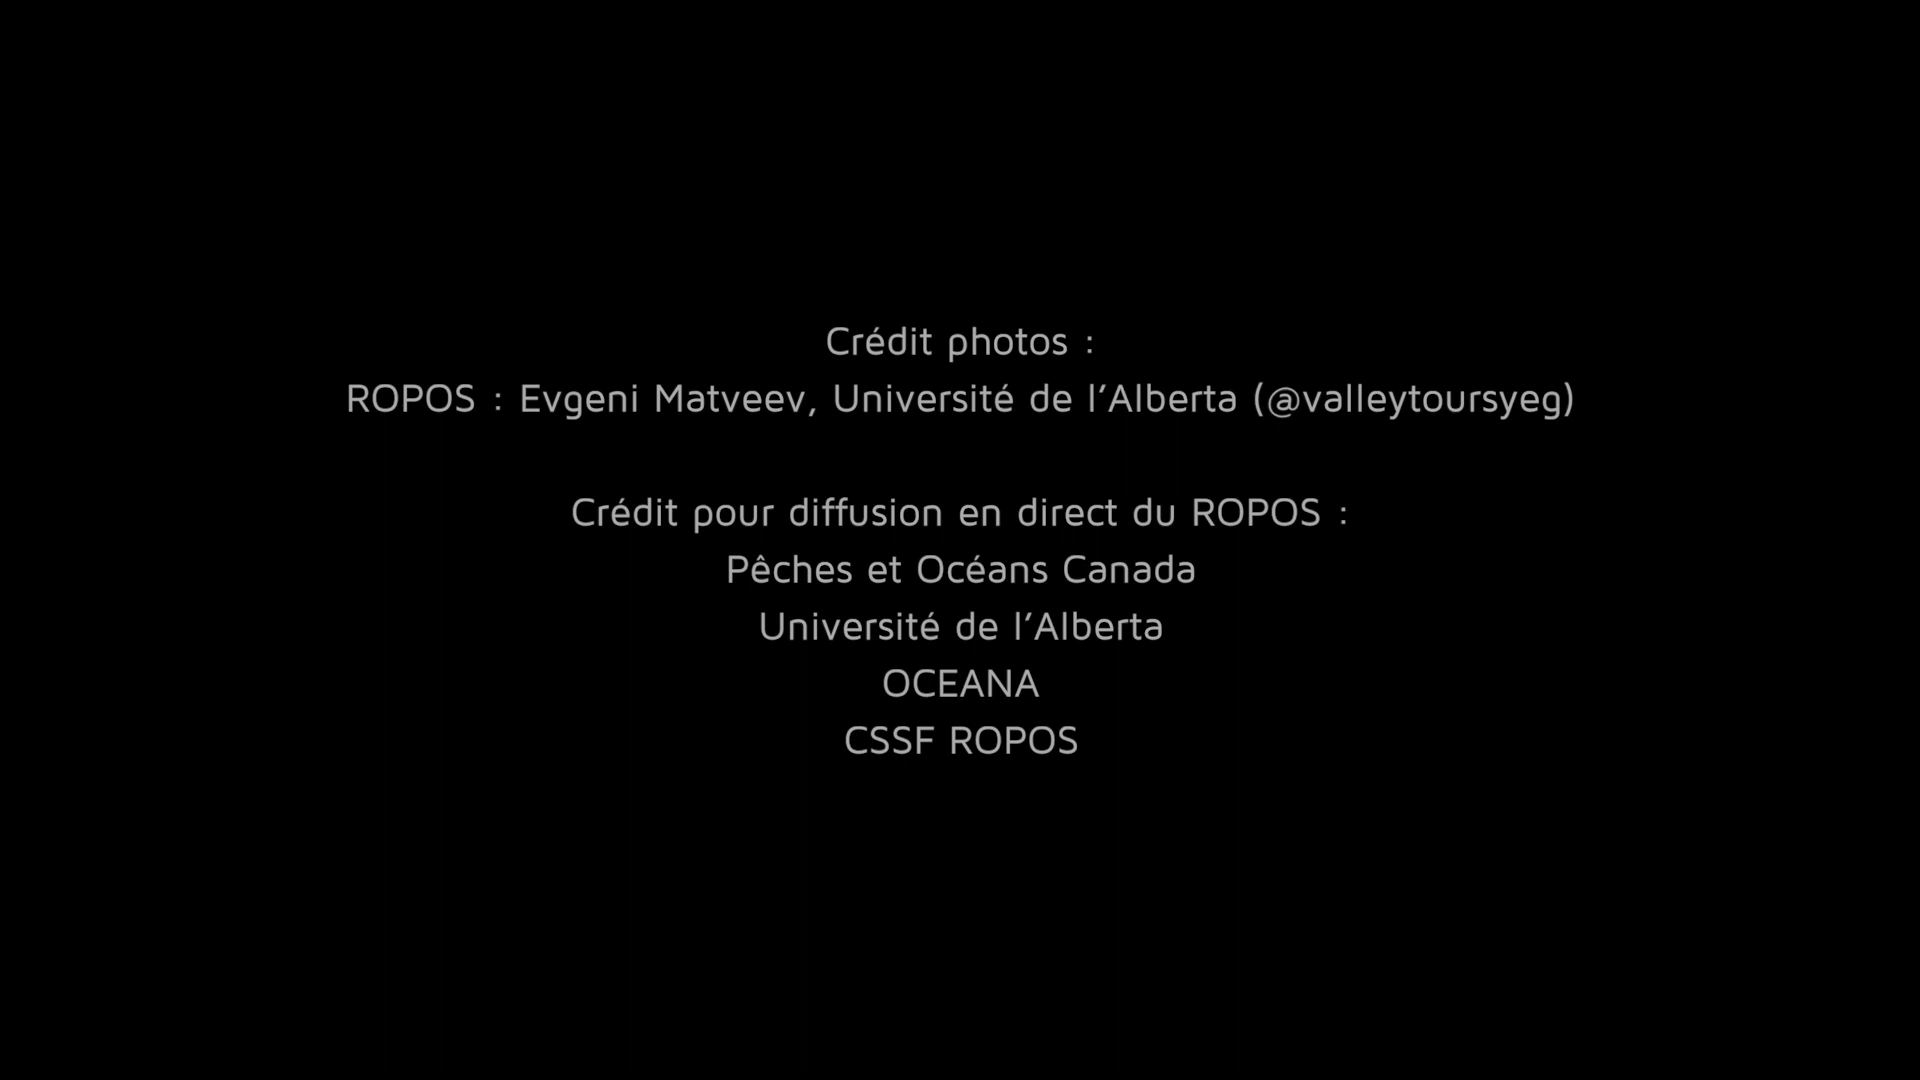 Crédit photos :
ROPOS : Evgeni Matveev, Université de l’Alberta (@valleytoursyeg)
Crédit pour diffusion en direct du ROPOS :
Pêches et Océans Canada
Université de l’Alberta
OCEANA
CSSF ROPOS